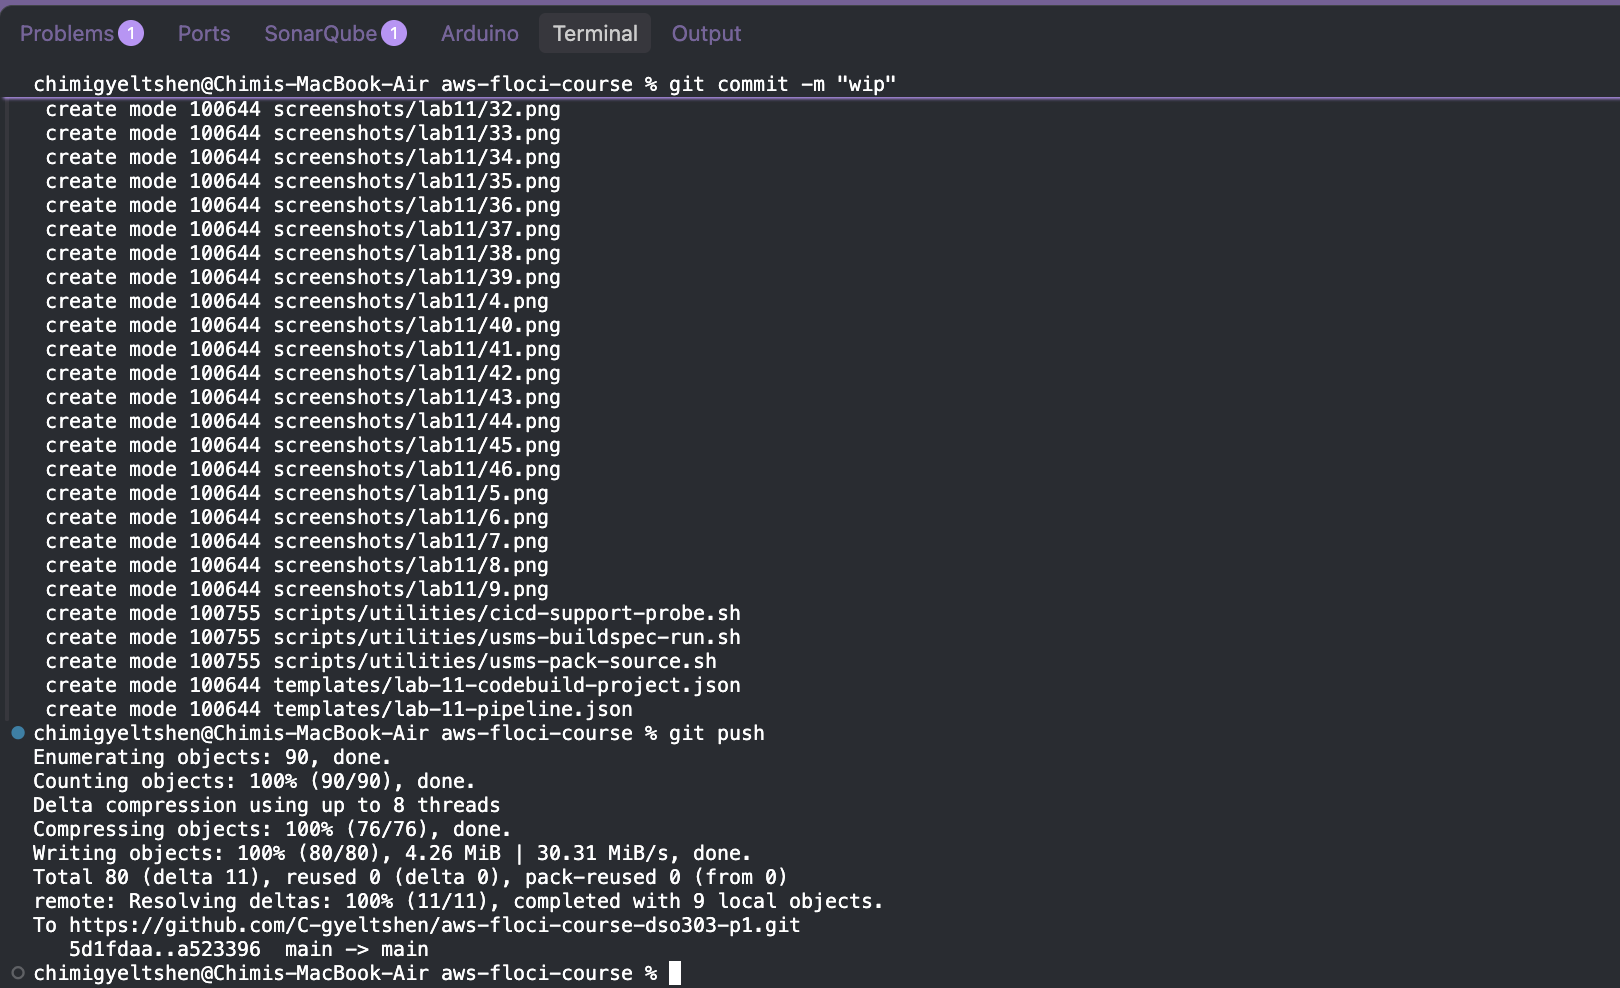 Problems 1 Ports SonarQube 1 Arduino Terminal Output
chimigyeltshen@Chimis-MacBook-Air aws-floci-course % git commit -m "wip"
create mode 100644 screenshots/lab11/32.png
create mode 100644 screenshots/lab11/33.png
create mode 100644 screenshots/lab11/34.png
create mode 100644 screenshots/lab11/35.png
create mode 100644 screenshots/lab11/36.png
create mode 100644 screenshots/lab11/37.png
create mode 100644 screenshots/lab11/38.png
create mode 100644 screenshots/lab11/39.png
create mode 100644 screenshots/lab11/4.png
create mode 100644 screenshots/lab11/40.png
create mode 100644 screenshots/lab11/41.png
create mode 100644 screenshots/lab11/42.png
create mode 100644 screenshots/lab11/43.png
create mode 100644 screenshots/lab11/44.png
create mode 100644 screenshots/lab11/45.png
create mode 100644 screenshots/lab11/46.png
create mode 100644 screenshots/lab11/5.png
create mode 100644 screenshots/lab11/6.png
create mode 100644 screenshots/lab11/7.png
create mode 100644 screenshots/lab11/8.png
create mode 100644 screenshots/lab11/9.png
create mode 100755 scripts/utilities/cicd-support-probe.sh
create mode 100755 scripts/utilities/usms-buildspec-run.sh
create mode 100755 scripts/utilities/usms-pack-source.sh
create mode 100644 templates/lab-11-codebuild-project.json
create mode 100644 templates/lab-11-pipeline.json
chimigyeltshen@Chimis-MacBook-Air aws-floci-course % git push
Enumerating objects: 90, done.
Counting objects: 100% (90/90), done.
Delta compression using up to 8 threads
Compressing objects: 100% (76/76), done.
Writing objects: 100% (80/80), 4.26 MiB | 30.31 MiB/s, done.
Total 80 (delta 11), reused 0 (delta 0), pack-reused 0 (from 0)
remote: Resolving deltas: 100% (11/11), completed with 9 local objects.
To https://github.com/C-gyeltshen/aws-floci-course-dso303-p1.git
5d1fdaa..a523396 main -> main
chimigyeltshen@Chimis-MacBook-Air aws-floci-course %